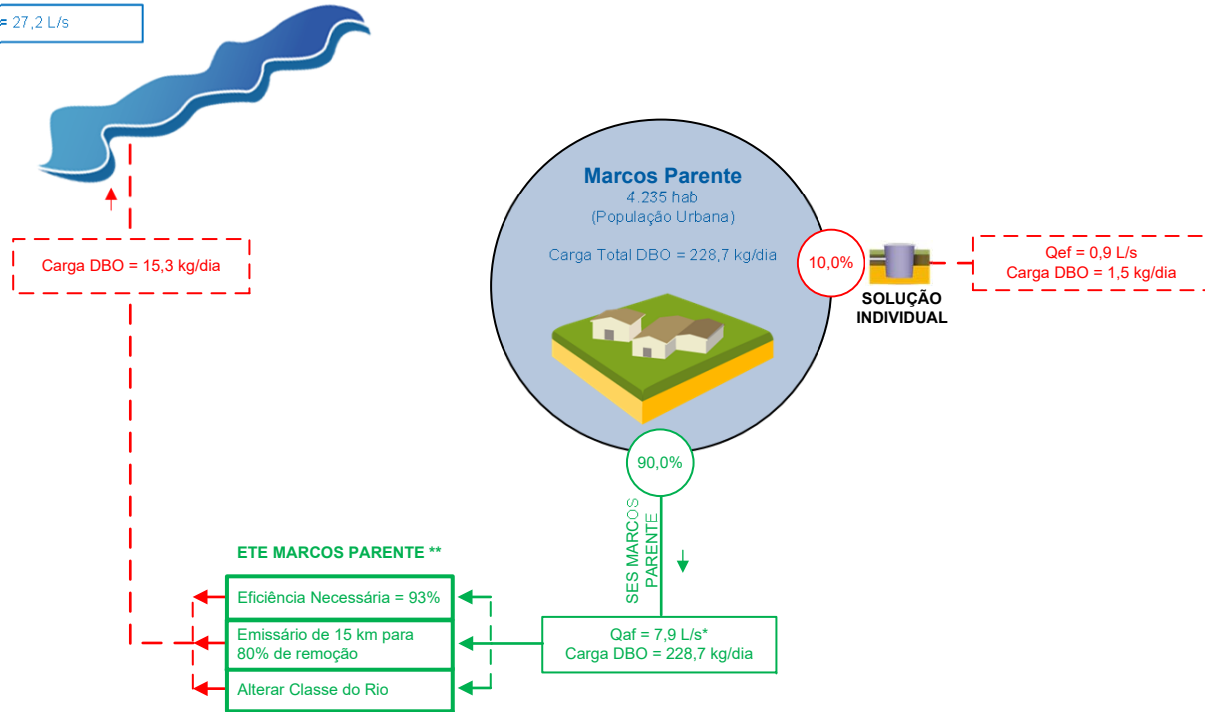 = 27,2 L/s
Marcos Parente
4.235 hab
(População Urbana)
Carga Total DBO = 228,7 kg/dia
Carga DBO = 15,3 kg/dia
10,0%
SOLUÇÃO
INDIVIDUAL
Qef = 0,9 L/s
Carga DBO = 1,5 kg/dia
90,0%
SES MARCOS
PARENTE
ETE MARCOS PARENTE **
Eficiência Necessária = 93%
Emissário de 15 km para
80% de remoção
Alterar Classe do Rio
Qaf = 7,9 L/s*
Carga DBO = 228,7 kg/dia